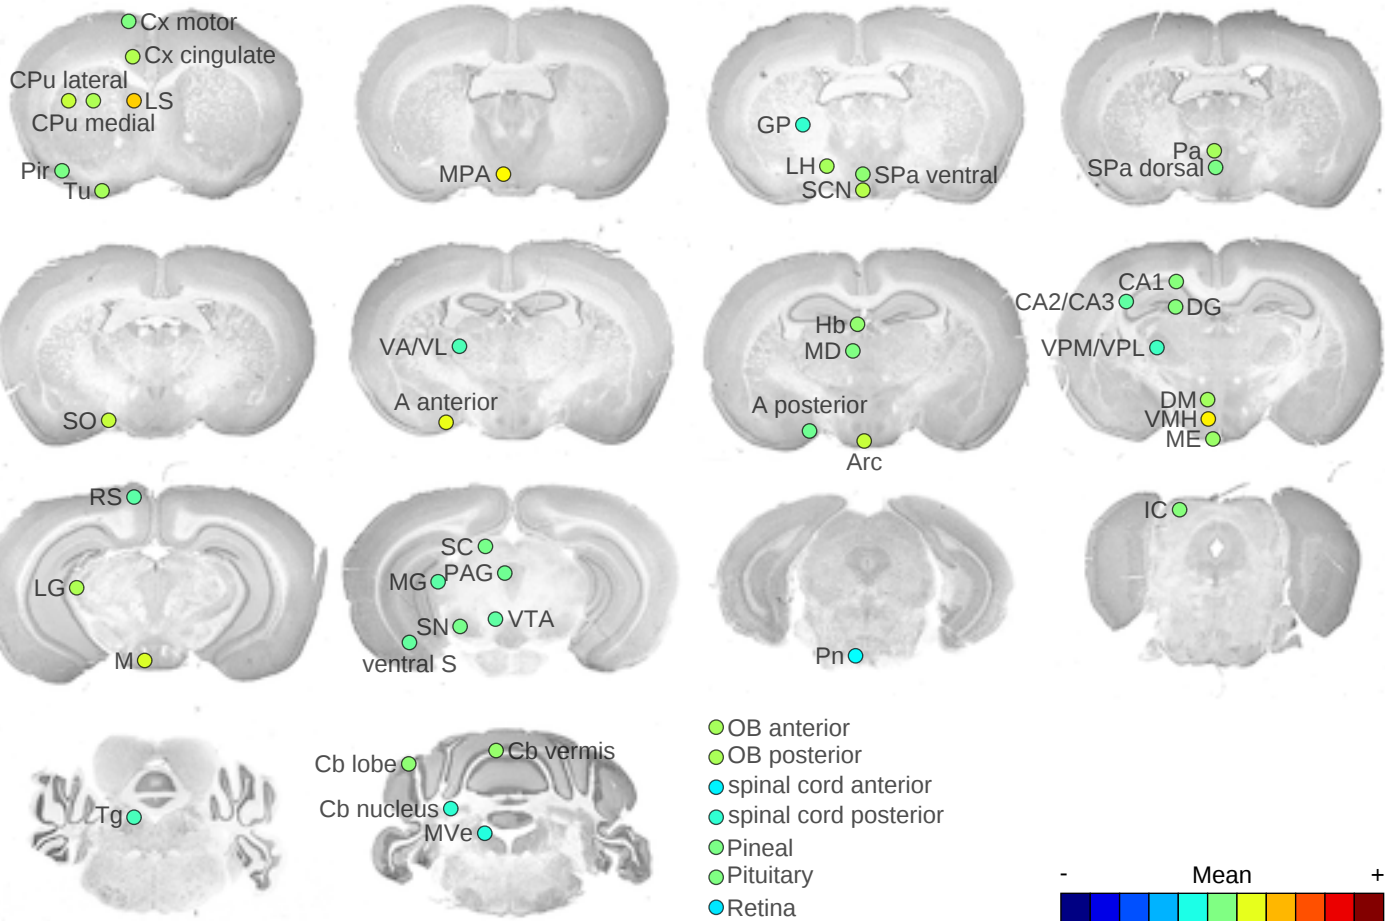 Cx motor
Cx cingulate
CPu lateral
LS
CPu medial
Pir
Tu
MPA
GP
LH
SPa ventral
SCN
Pa
SPa dorsal
SO
VA/VL
A anterior
Hb
MD
A posterior
Arc
CA1
CA2/CA3
DG
VPM/VPL
DM
VMH
ME
RS
LG
M
SC
MG
PAG
SN
VTA
ventral S
Pn
IC
Tg
Cb lobe
Cb vermis
Cb nucleus
MVe
OB anterior
OB posterior
spinal cord anterior
spinal cord posterior
Pineal
Pituitary
Retina
- Mean +